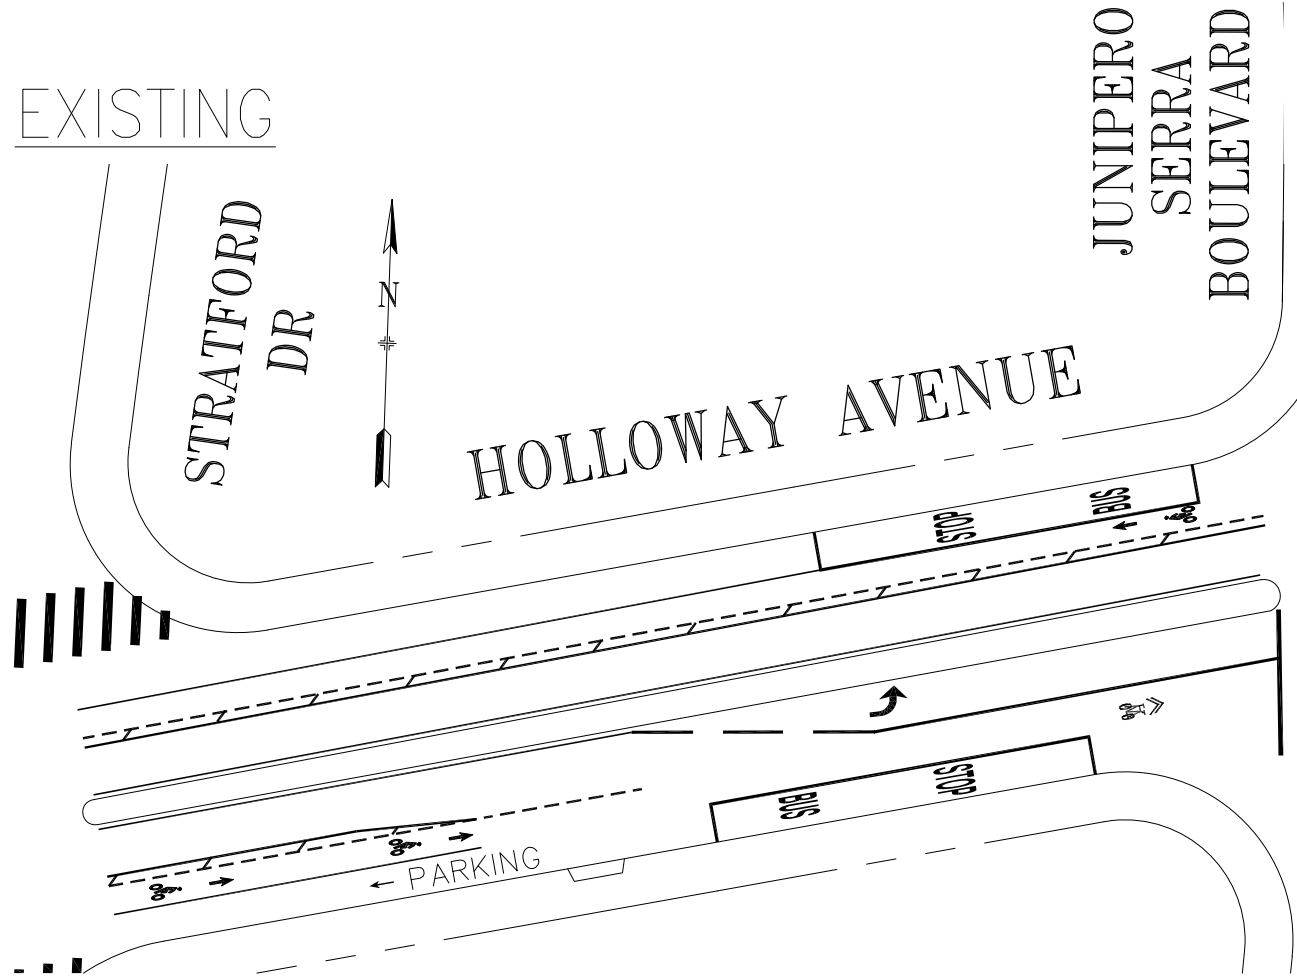 EXISTING
JUNIPERO
SERRA
BOULEVARD
STRATFORD
DR
N
HOLLOWAY AVENUE
STOP
BUS
BUS
STOP
PARKING